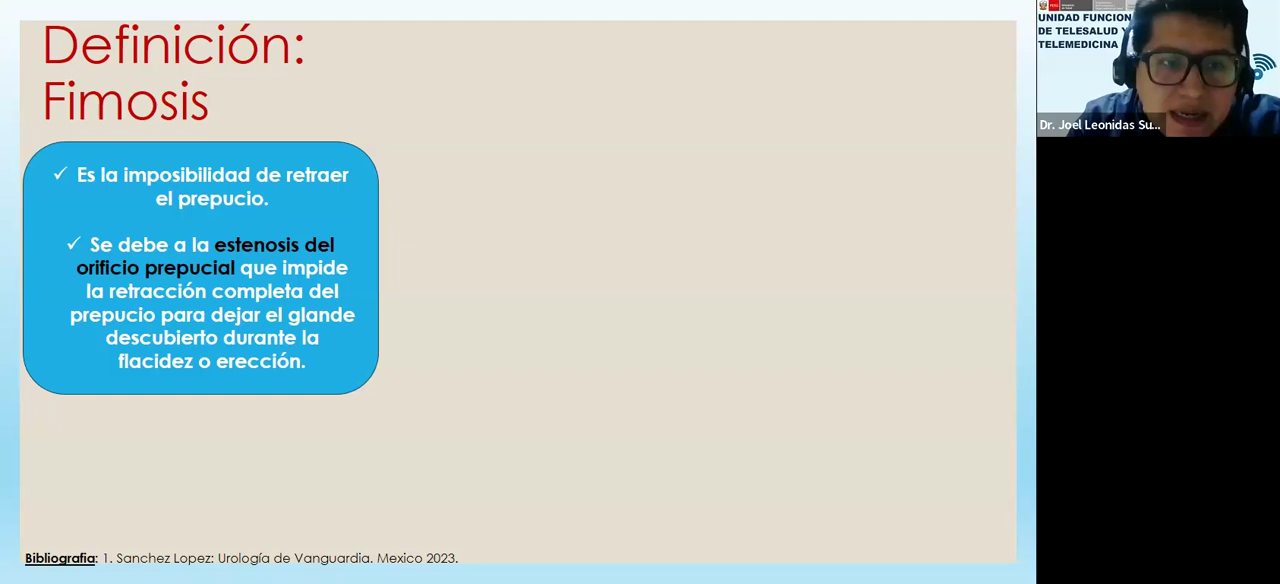 Definición:
Fimosis
✓ Es la imposibilidad de retraer
el prepucio.
✓ Se debe a la estenosis del
orificio prepucial que impide
la retracción completa del
prepucio para dejar el glande
descubierto durante la
flacidez o erección.
Bibliografia: 1. Sanchez Lopez: Urología de Vanguardia. Mexico 2023.
PERÚ
UNIDAD FUNCION
DE TELESALUD Y
TELEMEDICINA
Dr. Joel Leonidas Su...